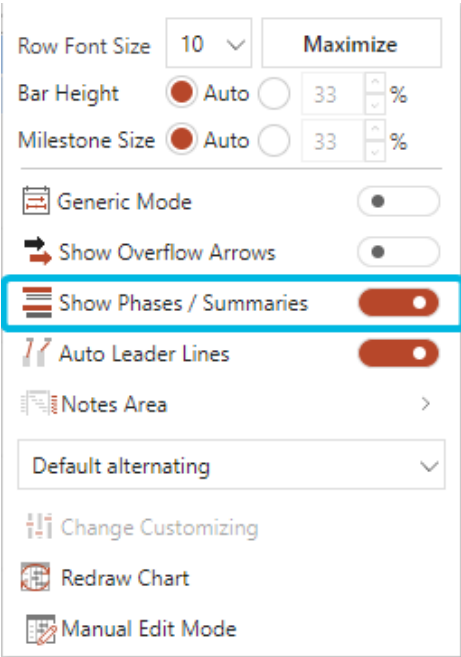 Row Font Size 10 Maximize
Bar Height Auto 33 %
Milestone Size Auto 33 %
Generic Mode
Show Overflow Arrows
Show Phases / Summaries
Auto Leader Lines
Notes Area
Default alternating
Change Customizing
Redraw Chart
Manual Edit Mode